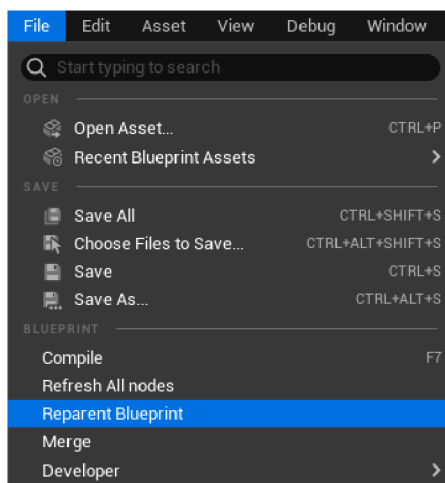 File Edit Asset View Debug Window
Start typing to search
OPEN
Open Asset... CTRL+P
Recent Blueprint Assets
SAVE
Save All CTRL+SHIFT+S
Choose Files to Save... CTRL+ALT+SHIFT+S
Save CTRL+S
Save As... CTRL+ALT+S
BLUEPRINT
Compile F7
Refresh All nodes
Reparent Blueprint
Merge
Developer